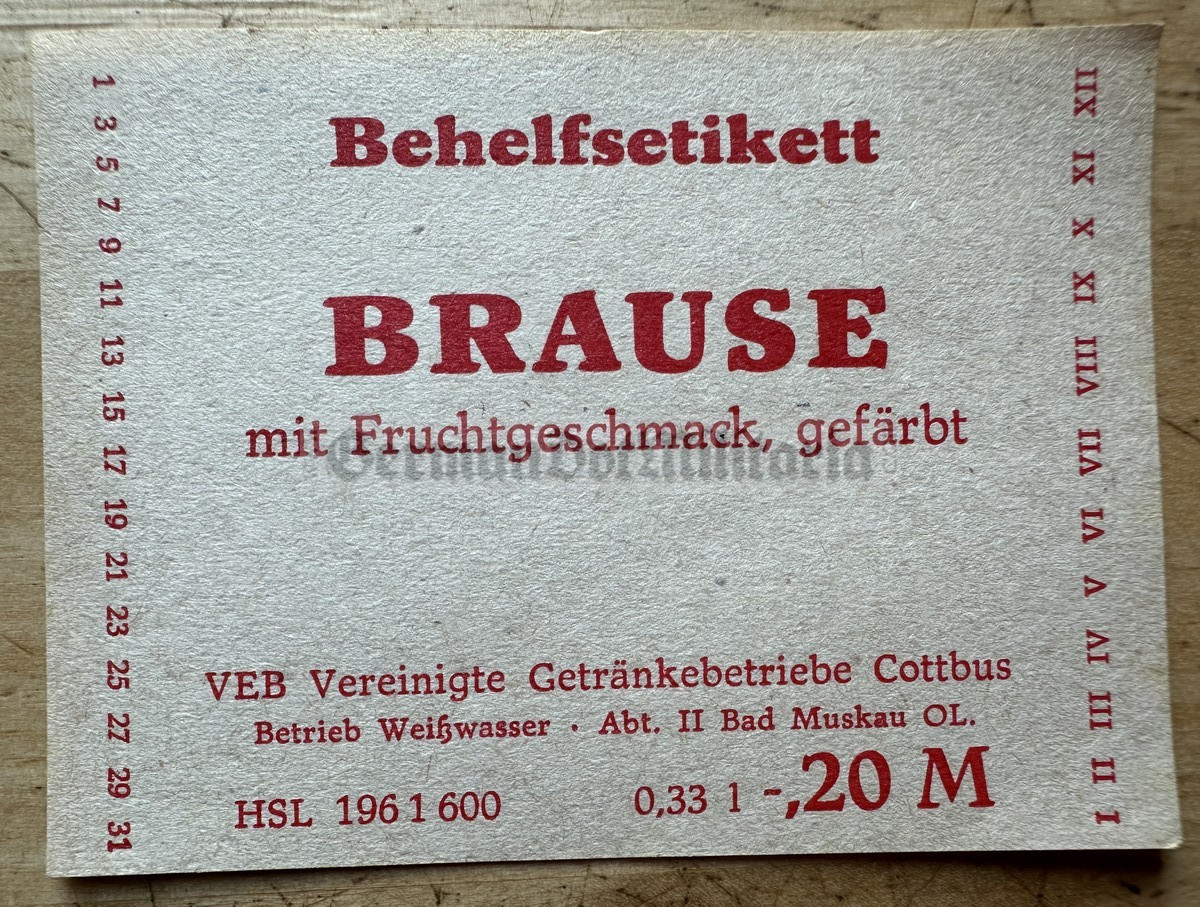 Behelfsetikett
BRAUSE
mit Fruchtgeschmack, gefärbt
GermanDorzilitaria
VEB Vereinigte Getränkebetriebe Cottbus
Betrieb Weißwasser · Abt. II Bad Muskau OL.
HSL 196 1 600 0,33 l -,20 M
1 3 5 7 9 11 13 15 17 19 21 23 25 27 29 31
I II III IV V VI VII VIII IX X XI XII